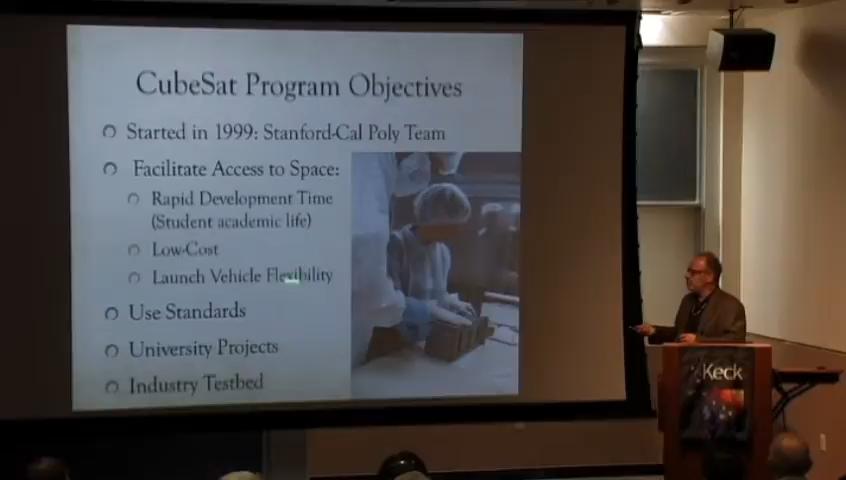 CubeSat Program Objectives
Started in 1999: Stanford-Cal Poly Team
Facilitate Access to Space:
Rapid Development Time
(Student academic life)
Low-Cost
Launch Vehicle Flexibility
Use Standards
University Projects
Industry Testbed
Keck